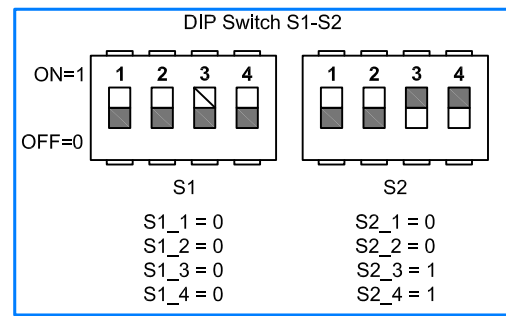 DIP Switch S1-S2
ON=1
1 2 3 4
1 2 3 4
OFF=0
S1
S2
S1_1 = 0
S1_2 = 0
S1_3 = 0
S1_4 = 0
S2_1 = 0
S2_2 = 0
S2_3 = 1
S2_4 = 1